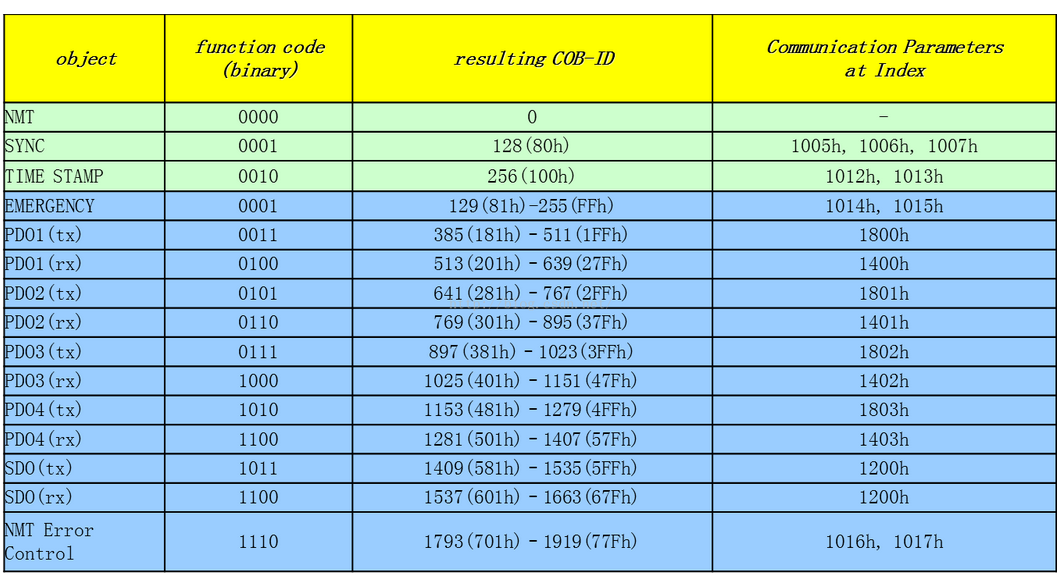 object function code (binary) resulting COB-ID Communication Parameters at Index
NMT 0000 0 -
SYNC 0001 128(80h) 1005h, 1006h, 1007h
TIME STAMP 0010 256(100h) 1012h, 1013h
EMERGENCY 0001 129(81h)-255(FFh) 1014h, 1015h
PDO1(tx) 0011 385(181h) - 511(1FFh) 1800h
PDO1(rx) 0100 513(201h) - 639(27Fh) 1400h
PDO2(tx) 0101 641(281h) - 767(2FFh) 1801h
PDO2(rx) 0110 769(301h) - 895(37Fh) 1401h
PDO3(tx) 0111 897(381h) - 1023(3FFh) 1802h
PDO3(rx) 1000 1025(401h) - 1151(47Fh) 1402h
PDO4(tx) 1010 1153(481h) - 1279(4FFh) 1803h
PDO4(rx) 1100 1281(501h) - 1407(57Fh) 1403h
SDO(tx) 1011 1409(581h) - 1535(5FFh) 1200h
SDO(rx) 1100 1537(601h) - 1663(67Fh) 1200h
NMT Error Control 1110 1793(701h) - 1919(77Fh) 1016h, 1017h